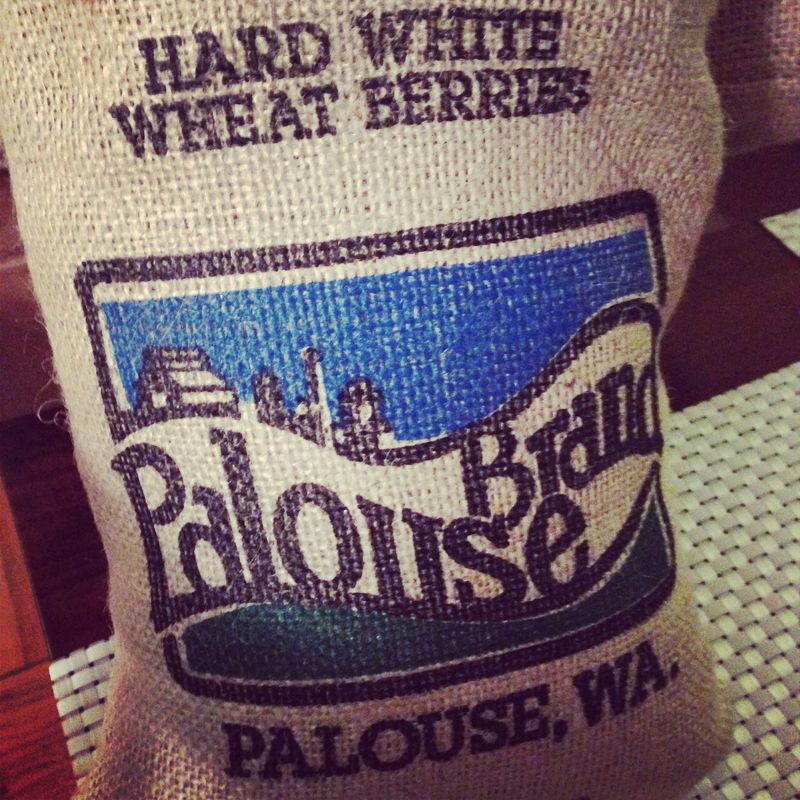 HARD WHITE
WHEAT BERRIES
Palouse Brand
PALOUSE, WA.